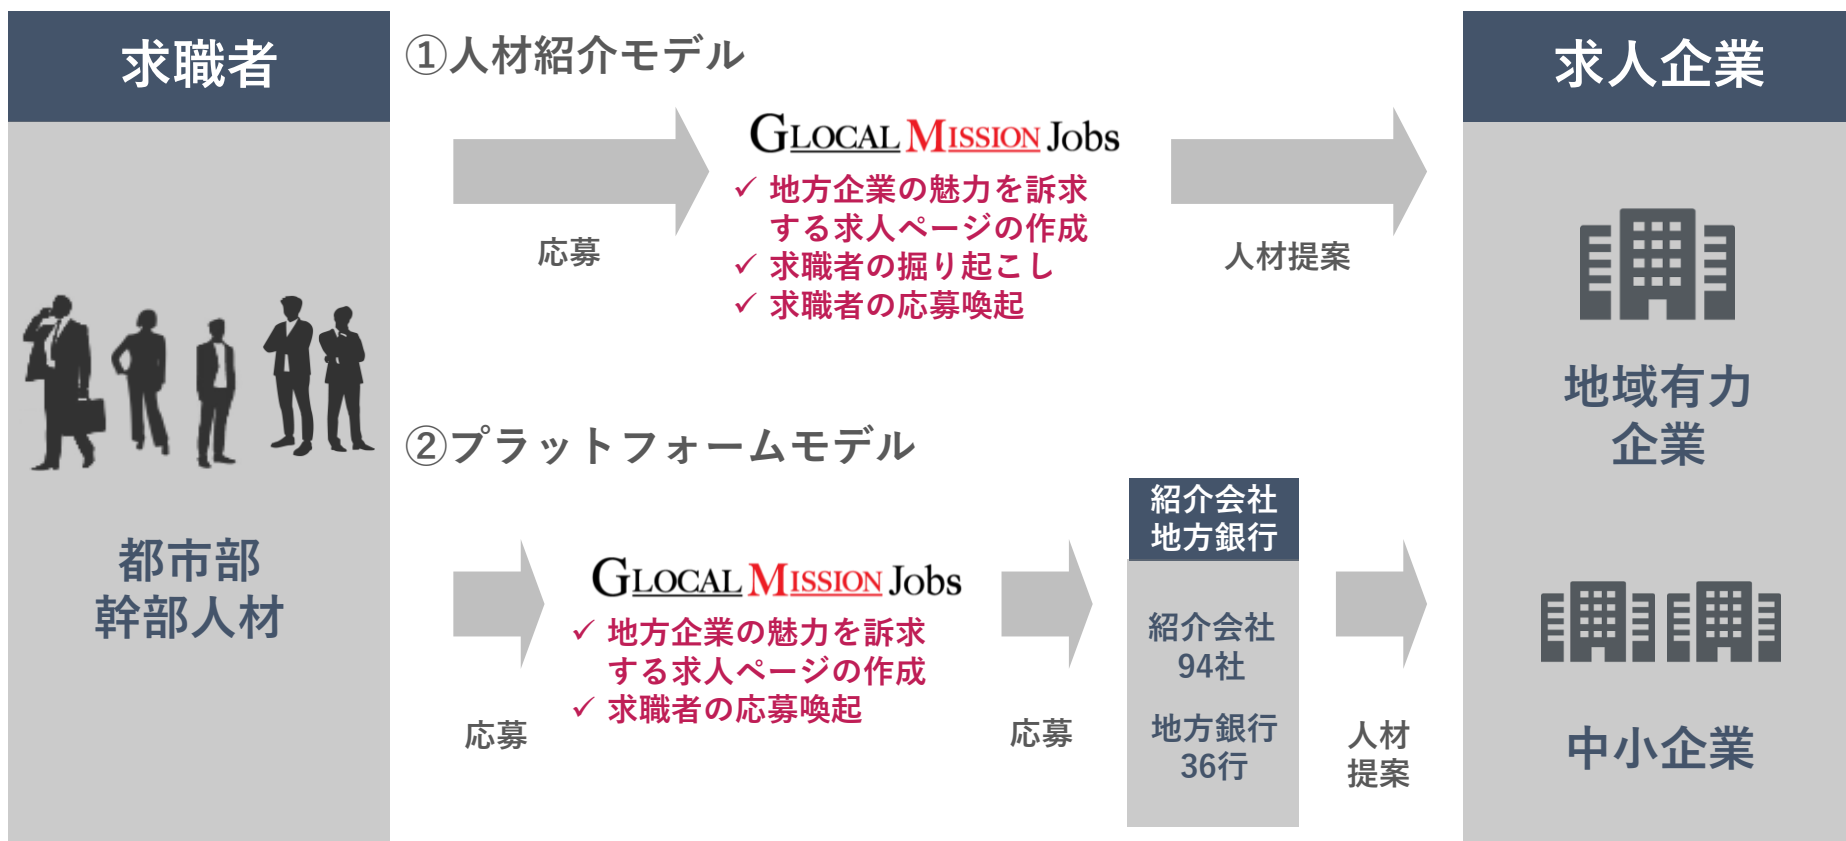 求職者
都市部
幹部人材
①人材紹介モデル
応募
GLOCAL MISSION Jobs
✓ 地方企業の魅力を訴求
する求人ページの作成
✓ 求職者の掘り起こし
✓ 求職者の応募喚起
人材提案
②プラットフォームモデル
応募
GLOCAL MISSION Jobs
✓ 地方企業の魅力を訴求
する求人ページの作成
✓ 求職者の応募喚起
応募
紹介会社
地方銀行
紹介会社
94社
地方銀行
36行
人材
提案
求人企業
地域有力
企業
中小企業